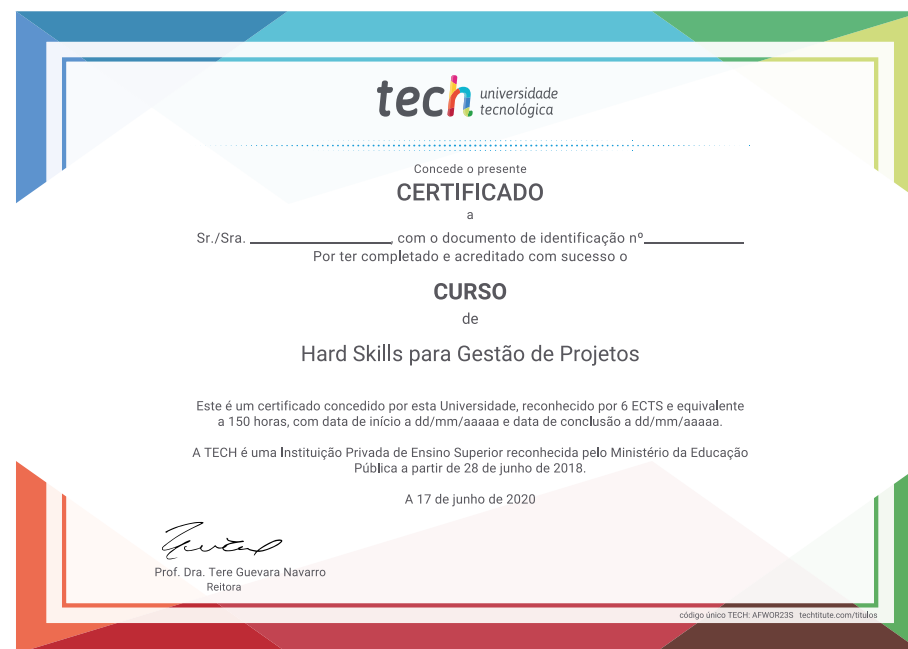 tech universidade
tecnológica
Concede o presente
CERTIFICADO
a
Sr./Sra. ________________, com o documento de identificação nº____________
Por ter completado e acreditado com sucesso o
CURSO
de
Hard Skills para Gestão de Projetos
Este é um certificado concedido por esta Universidade, reconhecido por 6 ECTS e equivalente
a 150 horas, com data de início a dd/mm/aaaaa e data de conclusão a dd/mm/aaaaa.
A TECH é uma Instituição Privada de Ensino Superior reconhecida pelo Ministério da Educação
Pública a partir de 28 de junho de 2018.
A 17 de junho de 2020
Prof. Dra. Tere Guevara Navarro
Reitora
código único TECH: AFWOR23S techtitute.com/titulos